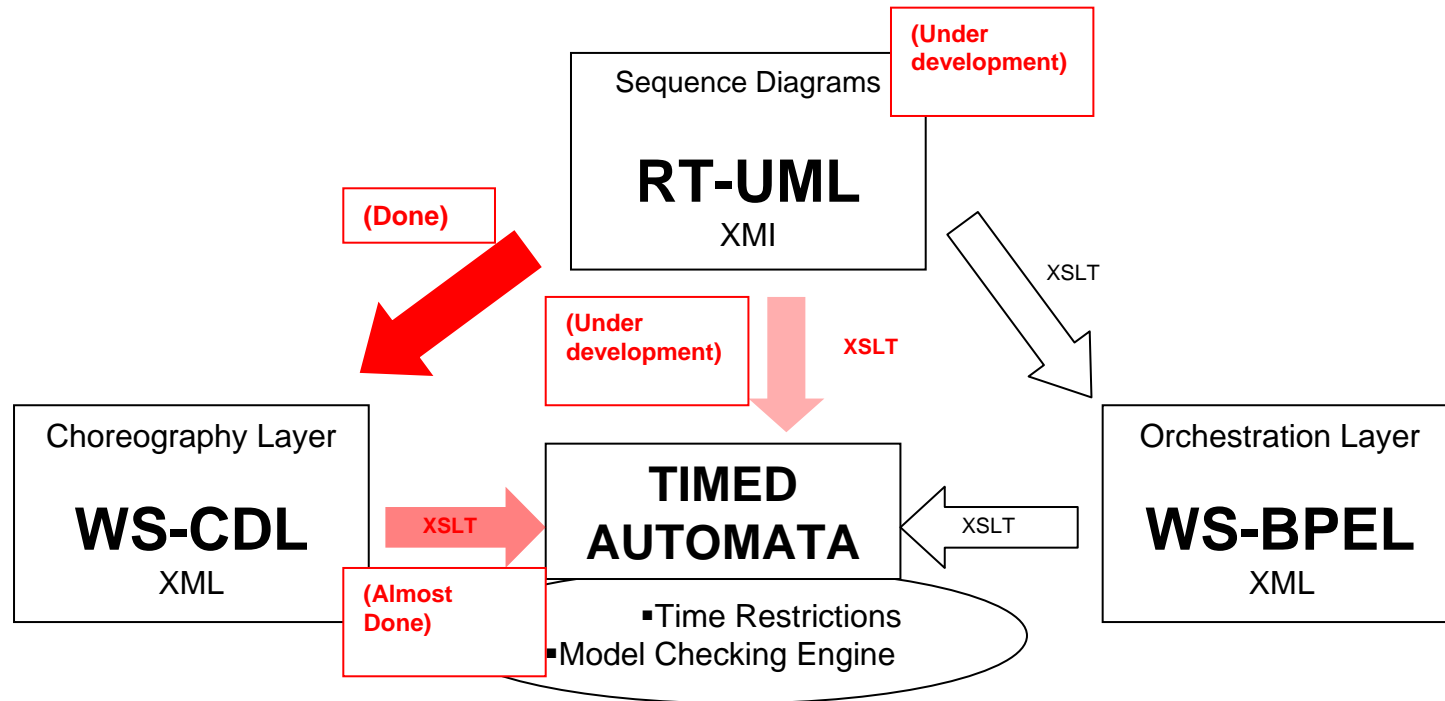 (Under
development)
Sequence Diagrams
RT-UML
XMI
(Done)
XSLT
(Under
development)
XSLT
Choreography Layer
WS-CDL
XML
XSLT
(Almost
Done)
TIMED
AUTOMATA
▪Time Restrictions
▪Model Checking Engine
XSLT
Orchestration Layer
WS-BPEL
XML